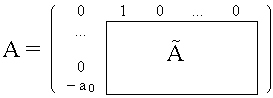 0 1 0 ... 0
...
A = Ã
0
− a₀